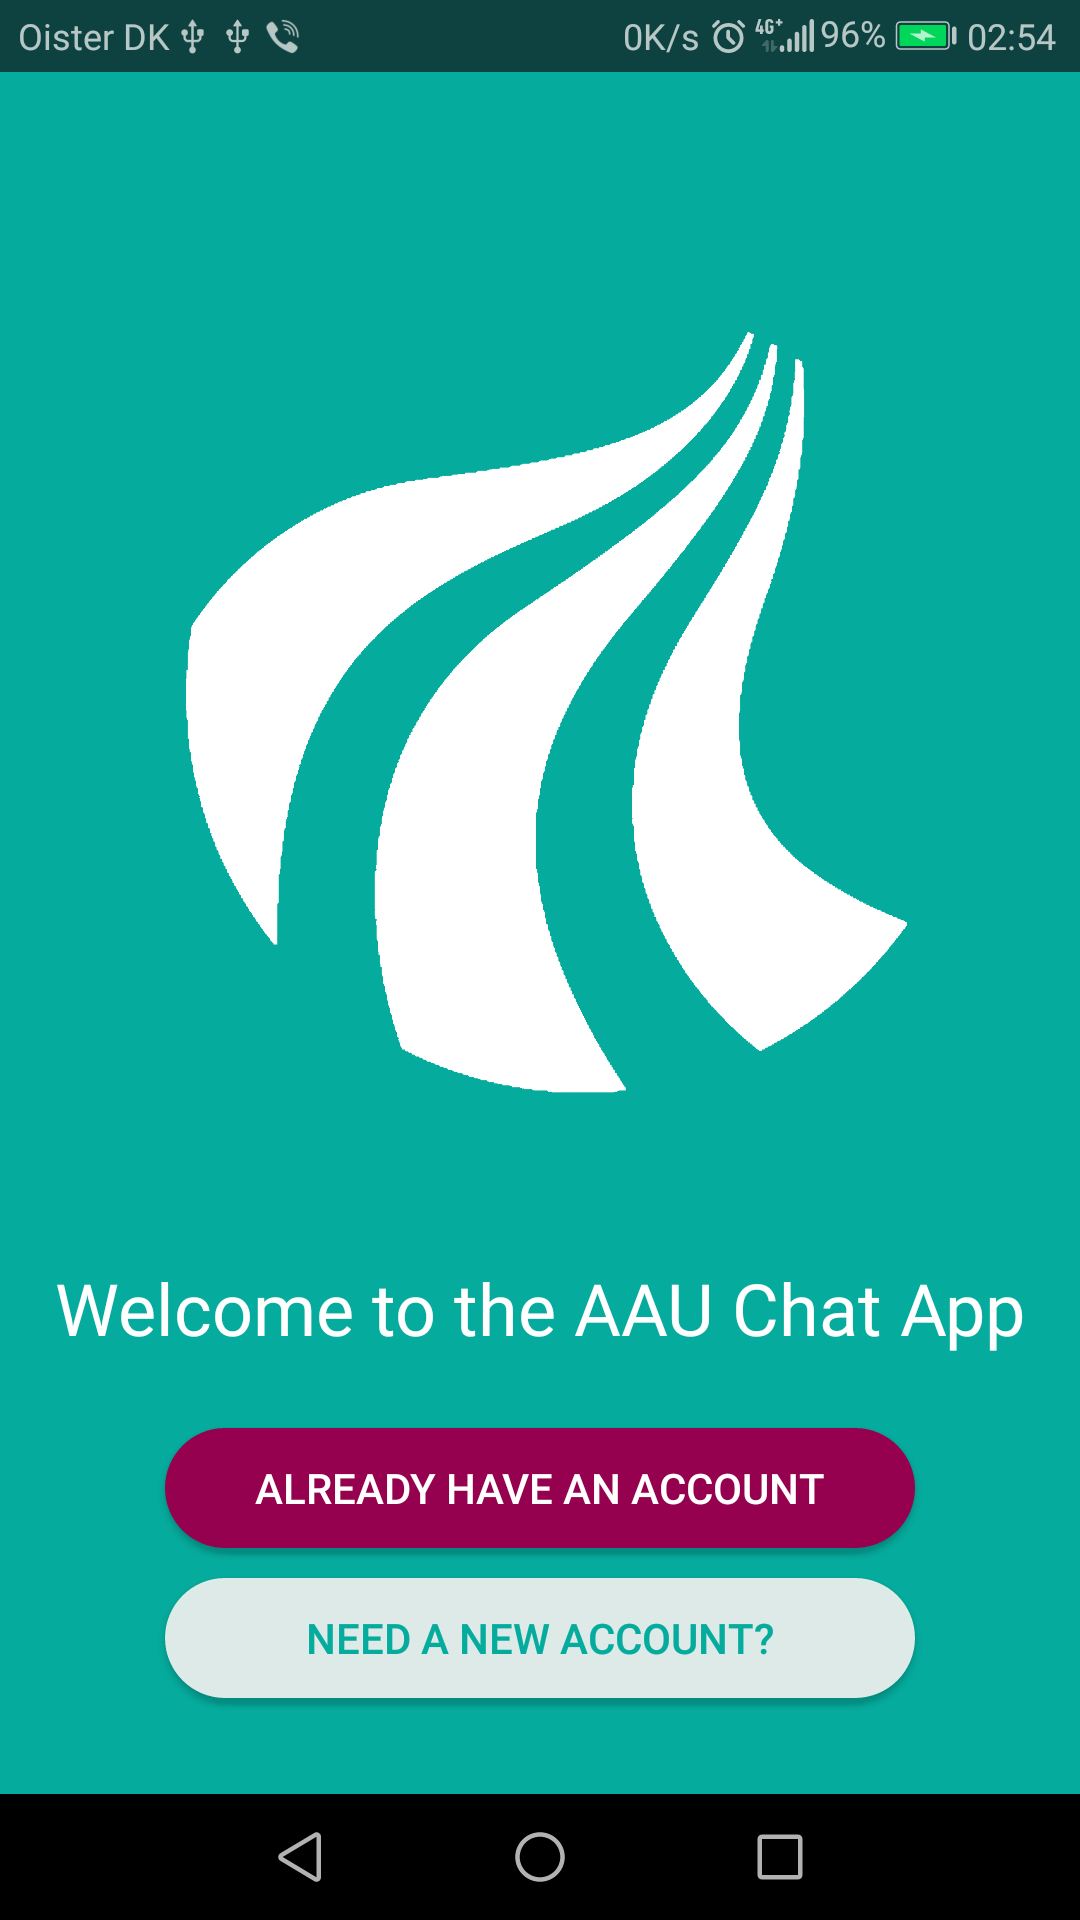 Oister DK 0K/s 4G+ 96% 02:54
Welcome to the AAU Chat App
ALREADY HAVE AN ACCOUNT
NEED A NEW ACCOUNT?